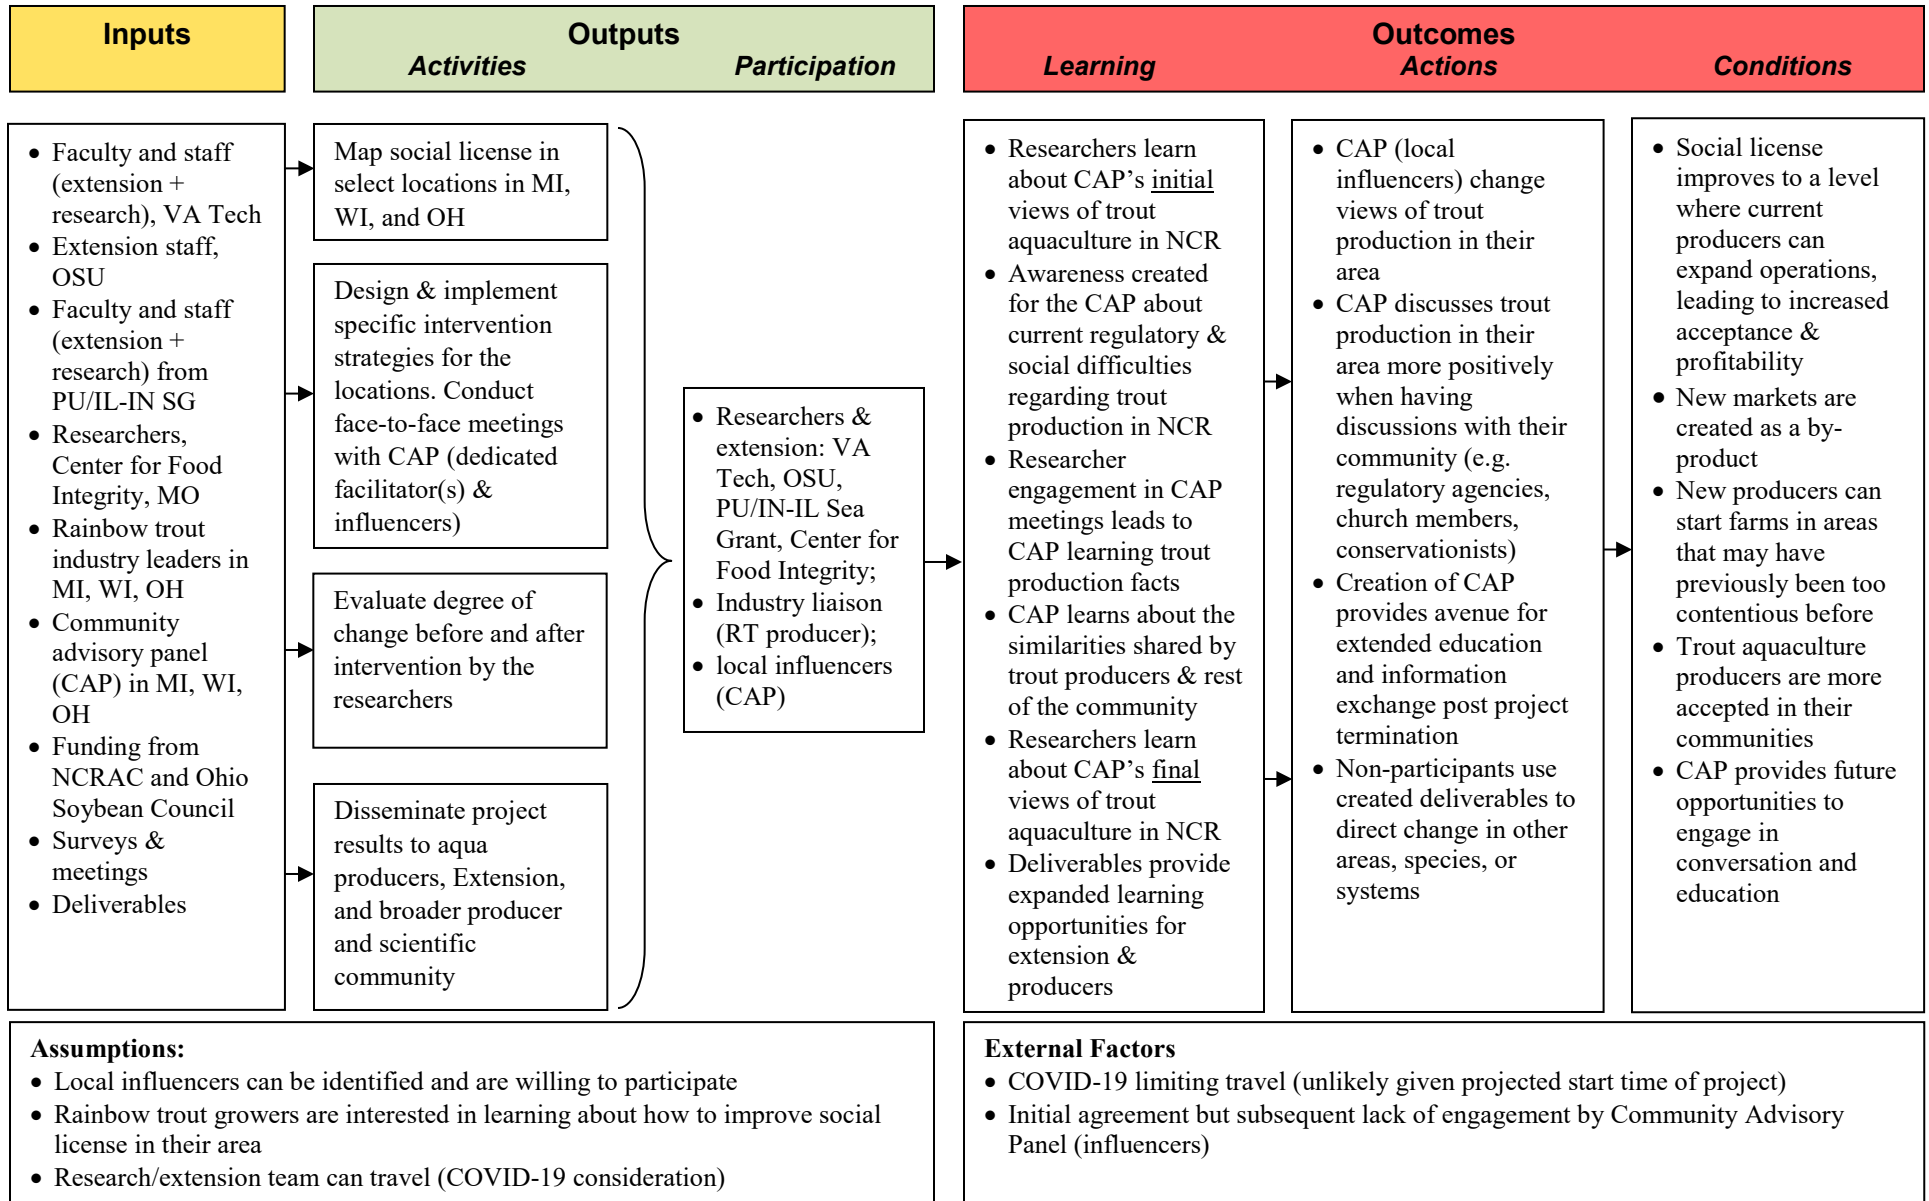 Inputs
Outputs
Activities
Participation
Outcomes
Learning
Actions
Conditions
• Faculty and staff
(extension +
research), VA Tech
• Extension staff,
OSU
• Faculty and staff
(extension +
research) from
PU/IL-IN SG
• Researchers,
Center for Food
Integrity, MO
• Rainbow trout
industry leaders in
MI, WI, OH
• Community
advisory panel
(CAP) in MI, WI,
OH
• Funding from
NCRAC and Ohio
Soybean Council
• Surveys &
meetings
• Deliverables
Map social license in
select locations in MI,
WI, and OH
Design & implement
specific intervention
strategies for the
locations. Conduct
face-to-face meetings
with CAP (dedicated
facilitator(s) &
influencers)
Evaluate degree of
change before and after
intervention by the
researchers
Disseminate project
results to aqua
producers, Extension,
and broader producer
and scientific
community
• Researchers &
extension: VA
Tech, OSU,
PU/IN-IL Sea
Grant, Center for
Food Integrity;
• Industry liaison
(RT producer);
• local influencers
(CAP)
• Researchers learn
about CAP’s initial
views of trout
aquaculture in NCR
• Awareness created
for the CAP about
current regulatory &
social difficulties
regarding trout
production in NCR
• Researcher
engagement in CAP
meetings leads to
CAP learning trout
production facts
• CAP learns about the
similarities shared by
trout producers & rest
of the community
• Researchers learn
about CAP’s final
views of trout
aquaculture in NCR
• Deliverables provide
expanded learning
opportunities for
extension &
producers
• CAP (local
influencers) change
views of trout
production in their
area
• CAP discusses trout
production in their
area more positively
when having
discussions with their
community (e.g.
regulatory agencies,
church members,
conservationists)
• Creation of CAP
provides avenue for
extended education
and information
exchange post project
termination
• Non-participants use
created deliverables to
direct change in other
areas, species, or
systems
• Social license
improves to a level
where current
producers can
expand operations,
leading to increased
acceptance &
profitability
• New markets are
created as a by-
product
• New producers can
start farms in areas
that may have
previously been too
contentious before
• Trout aquaculture
producers are more
accepted in their
communities
• CAP provides future
opportunities to
engage in
conversation and
education
Assumptions:
• Local influencers can be identified and are willing to participate
• Rainbow trout growers are interested in learning about how to improve social
license in their area
• Research/extension team can travel (COVID-19 consideration)
External Factors
• COVID-19 limiting travel (unlikely given projected start time of project)
• Initial agreement but subsequent lack of engagement by Community Advisory
Panel (influencers)